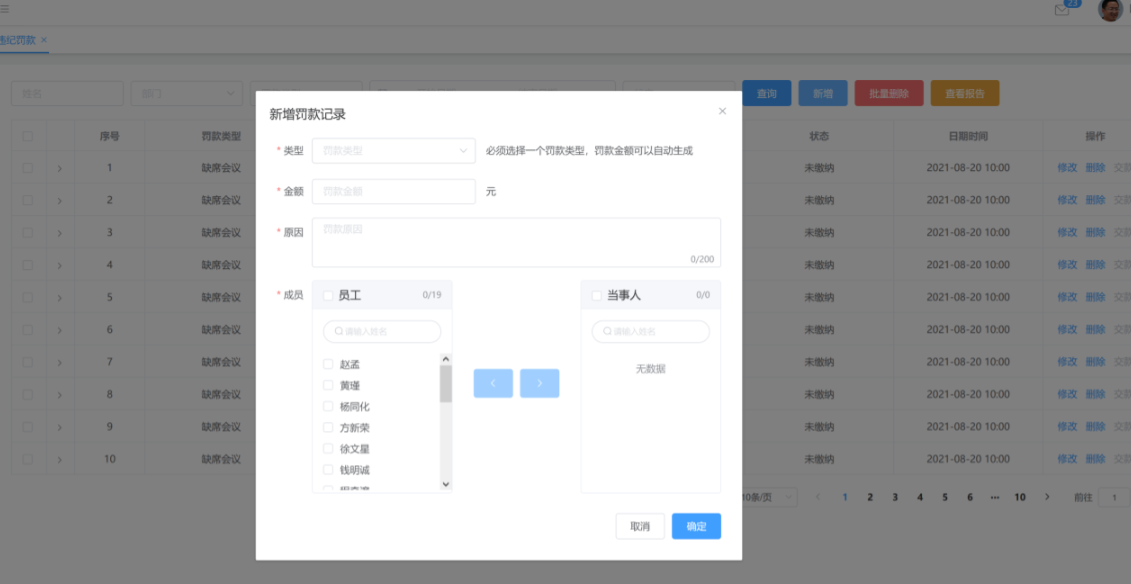 23
违纪罚款 ×
姓名 部门 查询 新增 批量删除 查看报告
序号 罚款类型 状态 日期时间 操作
1 缺席会议 未缴纳 2021-08-20 10:00 修改 删除 交款
2 缺席会议 未缴纳 2021-08-20 10:00 修改 删除 交款
3 缺席会议 未缴纳 2021-08-20 10:00 修改 删除 交款
4 缺席会议 未缴纳 2021-08-20 10:00 修改 删除 交款
5 缺席会议 未缴纳 2021-08-20 10:00 修改 删除 交款
6 缺席会议 未缴纳 2021-08-20 10:00 修改 删除 交款
7 缺席会议 未缴纳 2021-08-20 10:00 修改 删除 交款
8 缺席会议 未缴纳 2021-08-20 10:00 修改 删除 交款
9 缺席会议 未缴纳 2021-08-20 10:00 修改 删除 交款
10 缺席会议 未缴纳 2021-08-20 10:00 修改 删除 交款
10条/页 1 2 3 4 5 6 ··· 10 前往 1
新增罚款记录
* 类型 罚款类型 必须选择一个罚款类型，罚款金额可以自动生成
* 金额 罚款金额 元
* 原因 罚款原因
0/200
* 成员 员工 0/19 当事人 0/0
请输入姓名 请输入姓名
赵孟 无数据
黄瑾
杨同化
方新荣
徐文星
钱明诚
取消 确定